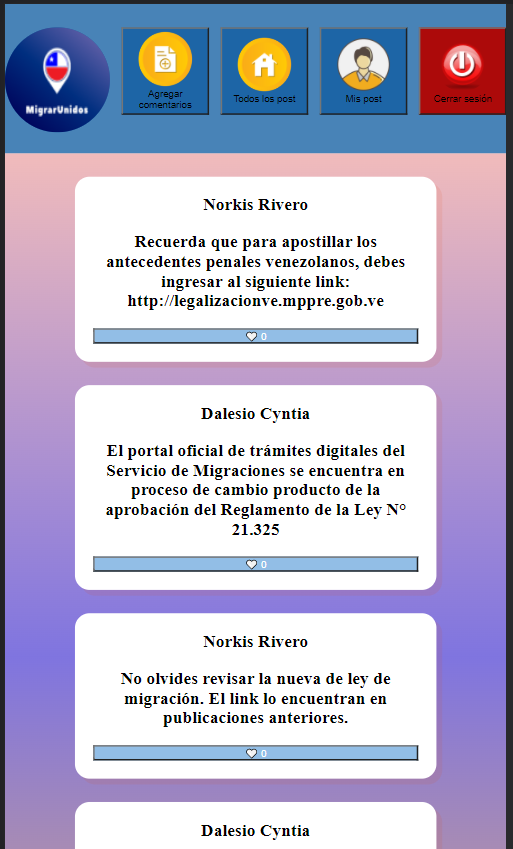 MigrarUnidos
Agregar
comentarios
Todos los post
Mis post
Cerrar sesión
Norkis Rivero
Recuerda que para apostillar los
antecedentes penales venezolanos, debes
ingresar al siguiente link:
http://legalizacionve.mppre.gob.ve
0
Dalesio Cyntia
El portal oficial de trámites digitales del
Servicio de Migraciones se encuentra en
proceso de cambio producto de la
aprobación del Reglamento de la Ley N°
21.325
0
Norkis Rivero
No olvides revisar la nueva de ley de
migración. El link lo encuentran en
publicaciones anteriores.
0
Dalesio Cyntia